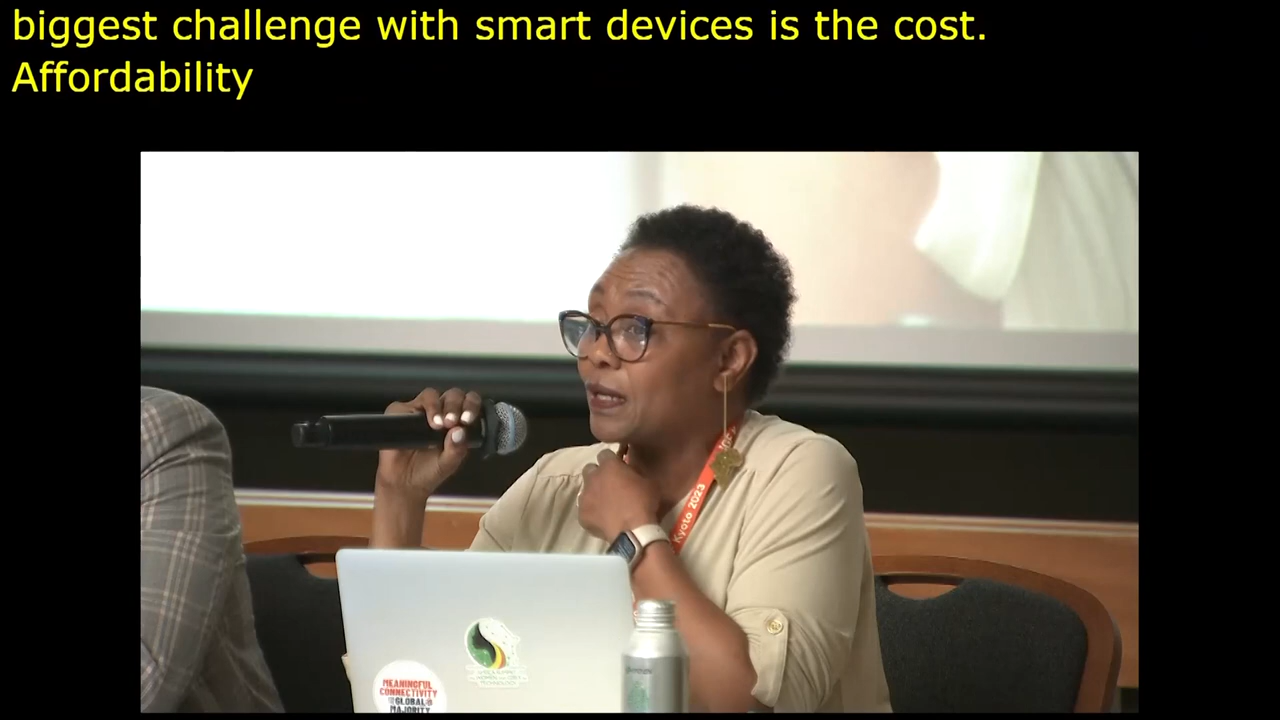 biggest challenge with smart devices is the cost.
Affordability
Kyoto 2023
MEANINGFUL
CONNECTIVITY
GLOBAL
MAJORITY